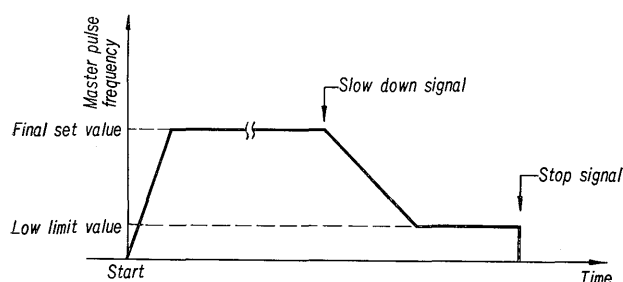 Master pulse
frequency
Slow down signal
Final set value
Stop signal
Low limit value
Start
Time